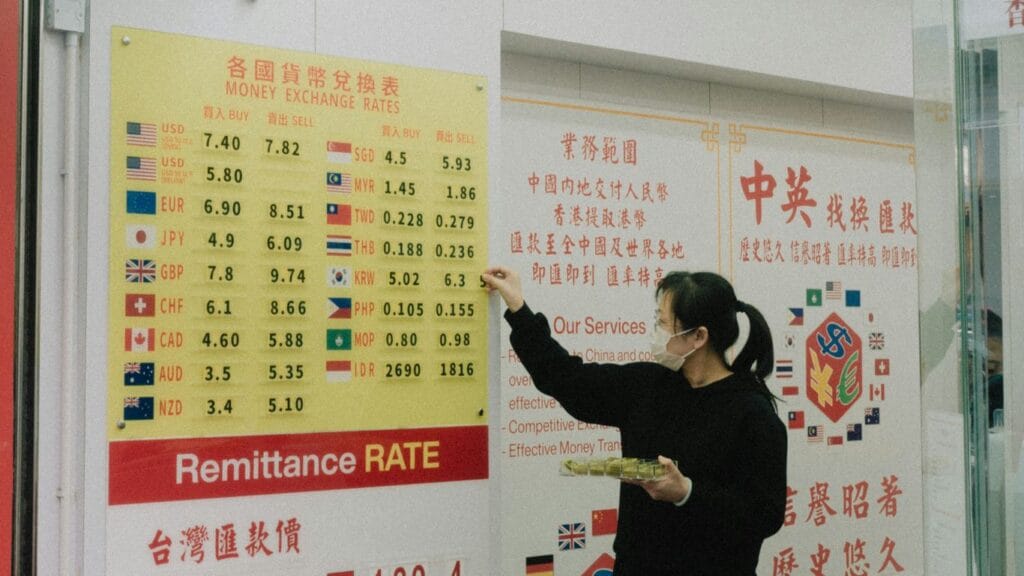 各國貨幣兌換表
MONEY EXCHANGE RATES
買入 BUY 賣出 SELL
USD 7.40 7.82
USD 5.80
EUR 6.90 8.51
JPY 4.9 6.09
GBP 7.8 9.74
CHF 6.1 8.66
CAD 4.60 5.88
AUD 3.5 5.35
NZD 3.4 5.10
買入 BUY 賣出 SELL
SGD 4.5 5.93
MYR 1.45 1.86
TWD 0.228 0.279
THB 0.188 0.236
KRW 5.02 6.3
PHP 0.105 0.155
MOP 0.80 0.98
IDR 2690 1816
Remittance RATE
台灣匯款價
業務範圍
中國內地交付人民幣
香港提取港幣
匯款至全中國及世界各地
即匯即到 匯率特高
Our Services
to China and
effective
- Competitive
- Effective Money
中英找換匯款
歷史悠久 信譽昭著 匯率特高 即匯即到
$
¥
€
信譽昭著
歷史悠久